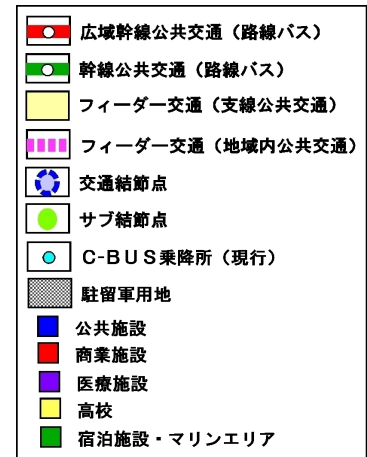 広域幹線公共交通（路線バス）
幹線公共交通（路線バス）
フィーダー交通（支線公共交通）
フィーダー交通（地域内公共交通）
交通結節点
サブ結節点
C-BUS乗降所（現行）
駐留軍用地
公共施設
商業施設
医療施設
高校
宿泊施設・マリンエリア